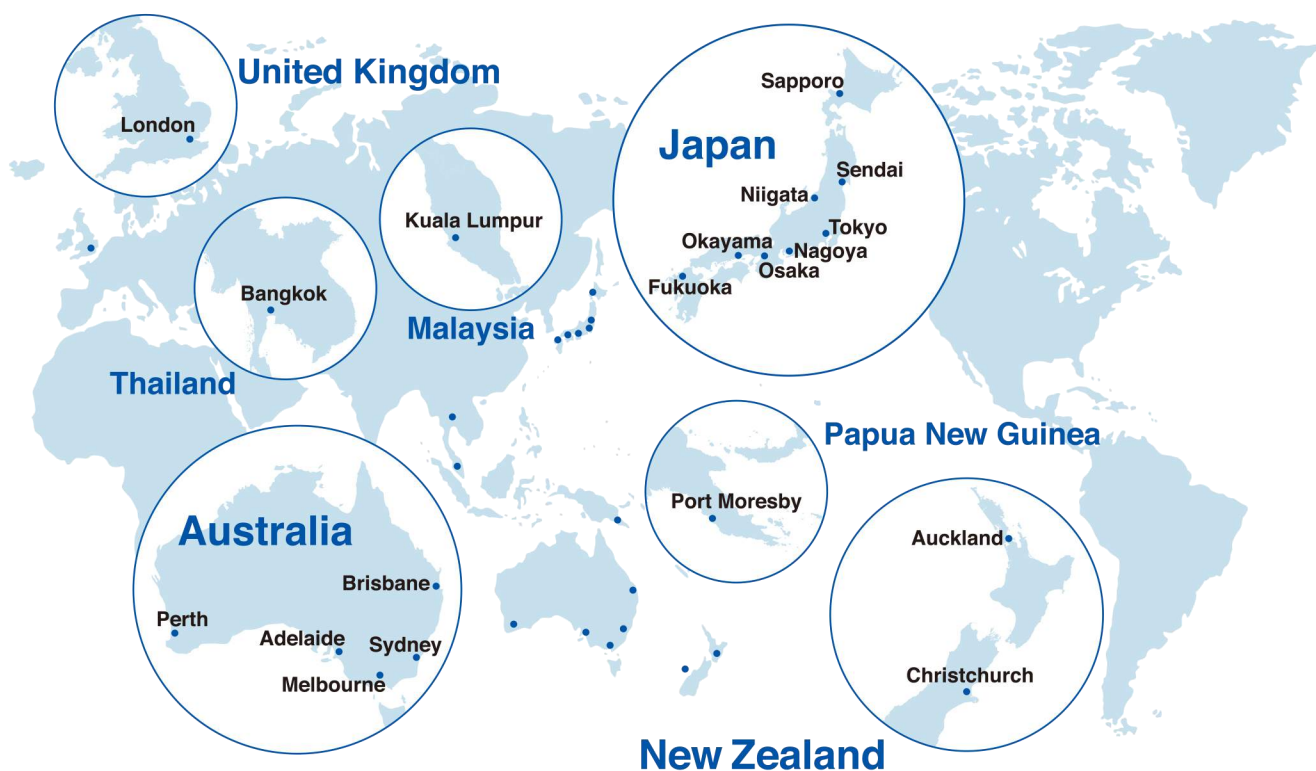 United Kingdom
London
Sapporo
Japan
Sendai
Niigata
Tokyo
Okayama
Nagoya
Osaka
Fukuoka
Kuala Lumpur
Malaysia
Bangkok
Thailand
Papua New Guinea
Port Moresby
Australia
Brisbane
Perth
Adelaide
Sydney
Melbourne
Auckland
Christchurch
New Zealand